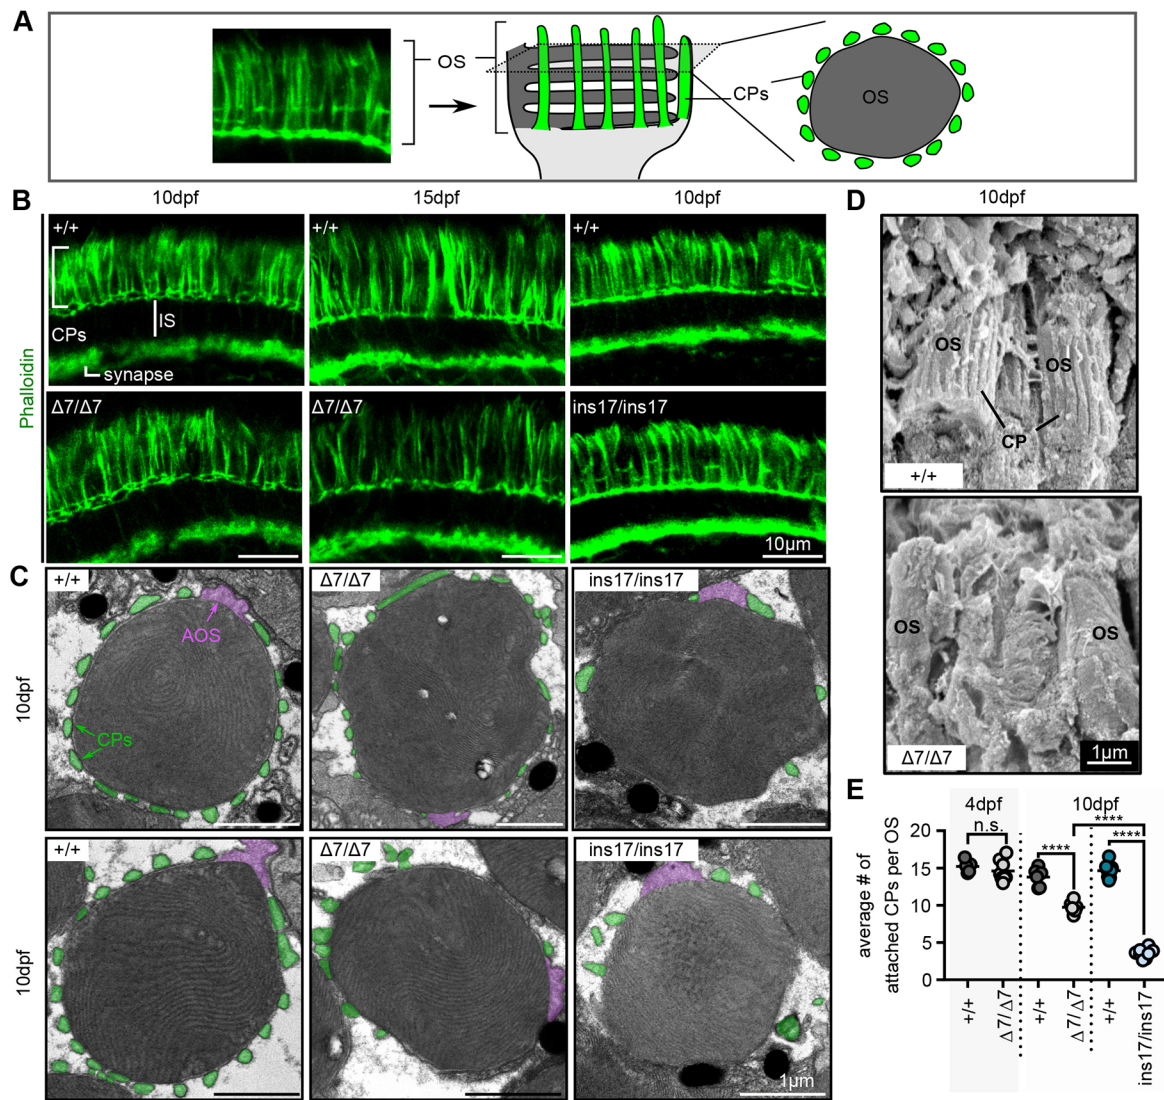 A
OS
CPs
OS
B
10dpf
15dpf
10dpf
Phalloidin
+/+
+/+
+/+
CPs
IS
synapse
Δ7/Δ7
Δ7/Δ7
ins17/ins17
10µm
D
10dpf
OS
OS
CP
+/+
OS
OS
Δ7/Δ7
1µm
C
10dpf
+/+
Δ7/Δ7
ins17/ins17
AOS
CPs
10dpf
+/+
Δ7/Δ7
ins17/ins17
1µm
E
4dpf
10dpf
n.s.
****
****
****
average # of
attached CPs per OS
20
15
10
5
0
+/+
Δ7/Δ7
+/+
Δ7/Δ7
+/+
ins17/ins17